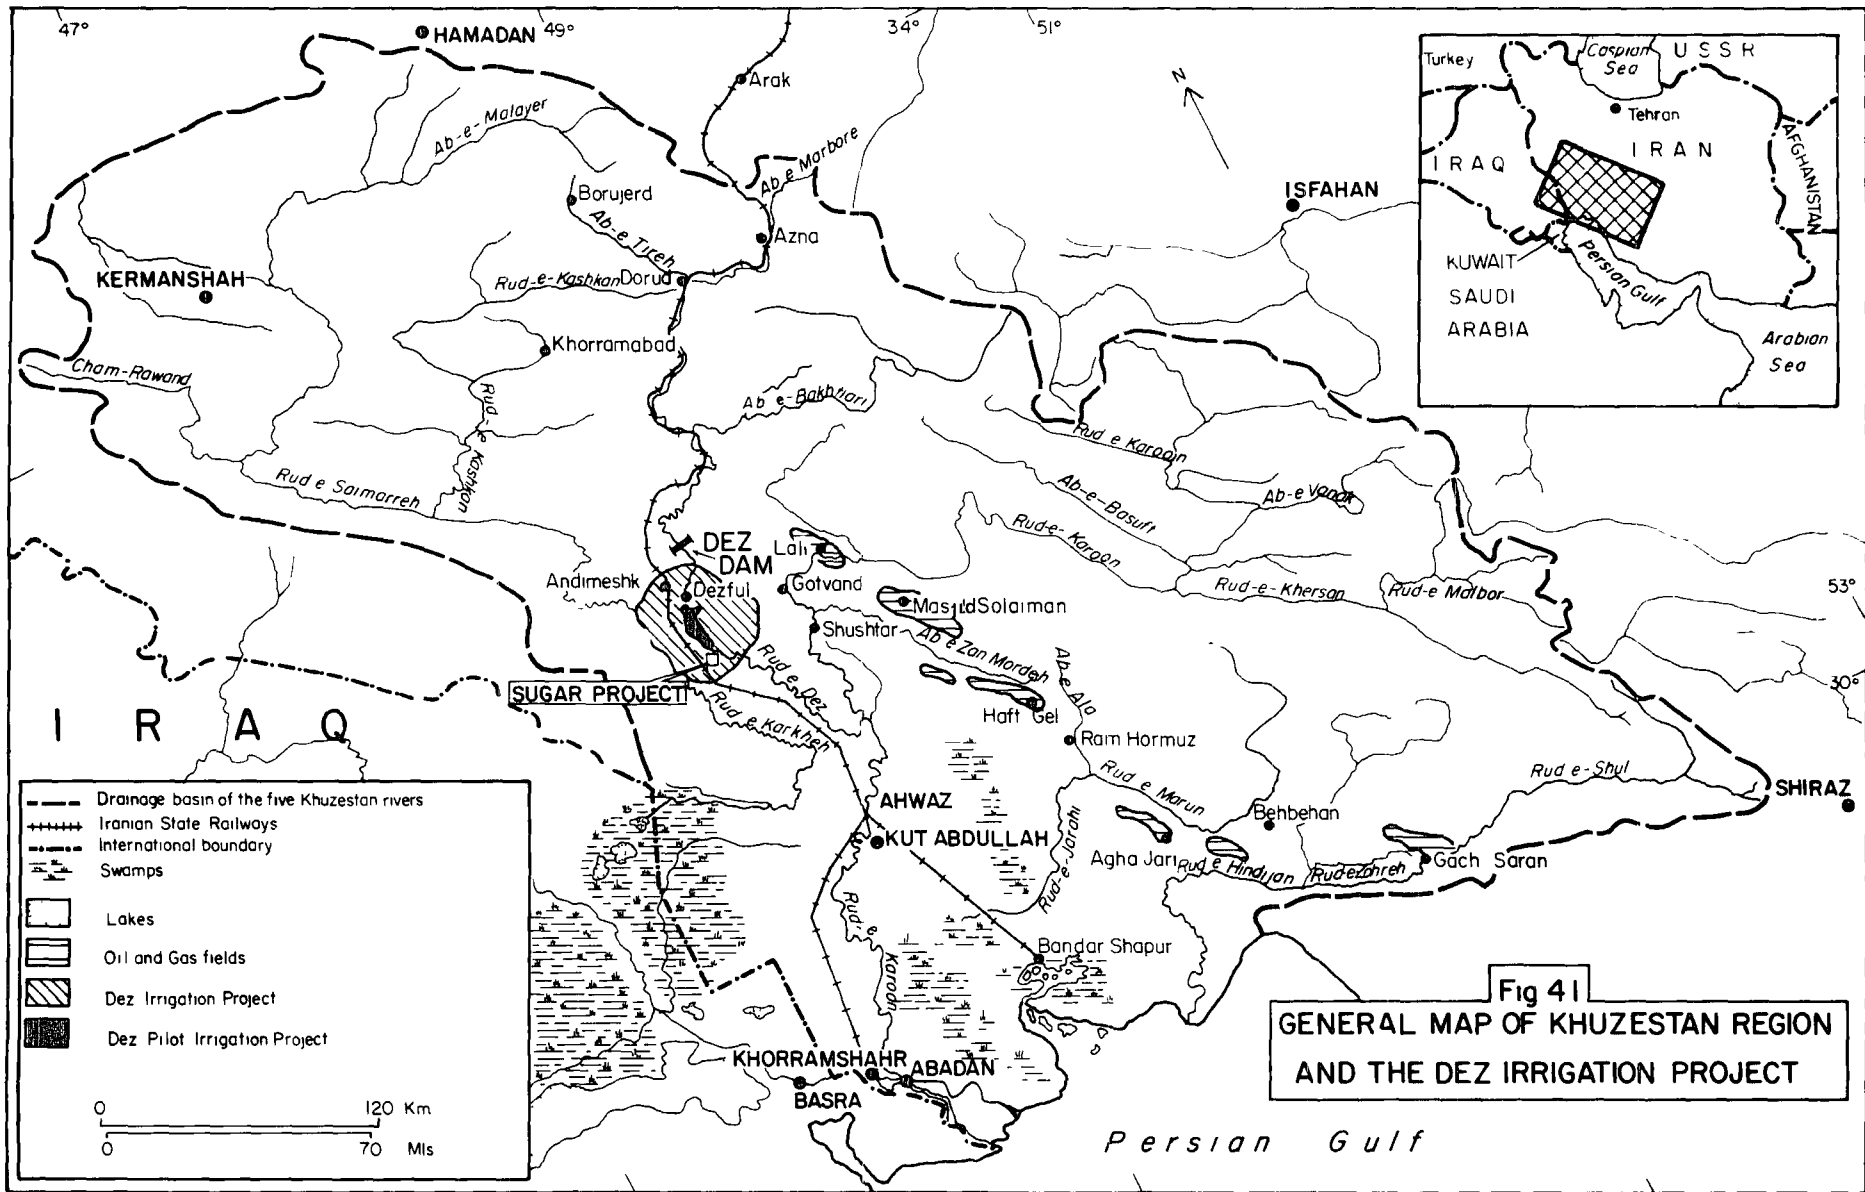 47°
49°
34°
51°
HAMADAN
Arak
Ab-e-Malayer
Ab e Marbore
Borujerd
Ab-e Tireh
Azna
ISFAHAN
KERMANSHAH
Rud-e-Kashkan
Dorud
Khorramabad
Cham-Rawand
Rud-e Kashkan
Ab e-Bakhtiari
Rud e Saimarreh
Rud e Karoon
Ab-e Vanak
Ab-e-Basuft
Rud-e-Karoon
N
DEZ
DAM
Lali
Andimeshk
Dezful
Gotvand
Masjid Solaiman
Rud-e-Khersan
Rud-e Malbor
53°
Shushtar
Ab e Zan Mordeh
Ab e Ala
Rud e Dez
30°
SUGAR PROJECT
Rud e Karkheh
Haft Gel
IRAQ
Ram Hormuz
Rud e-Shul
Rud e Marun
SHIRAZ
AHWAZ
KUT ABDULLAH
Behbehan
Rud-e-Jarahi
Agha Jari
Rud e Hindijan
Rud-e Zohreh
Gach Saran
Rud-e Karoon
Bandar Shapur
KHORRAMSHAHR
ABADAN
BASRA
Persian Gulf
Turkey
Caspian
Sea
USSR
Tehran
IRAQ
IRAN
AFGHANISTAN
KUWAIT
SAUDI
ARABIA
Persian Gulf
Arabian
Sea
Drainage basin of the five Khuzestan rivers
Iranian State Railways
International boundary
Swamps
Lakes
Oil and Gas fields
Dez Irrigation Project
Dez Pilot Irrigation Project
0 120 Km
0 70 Mls
Fig 41
GENERAL MAP OF KHUZESTAN REGION
AND THE DEZ IRRIGATION PROJECT